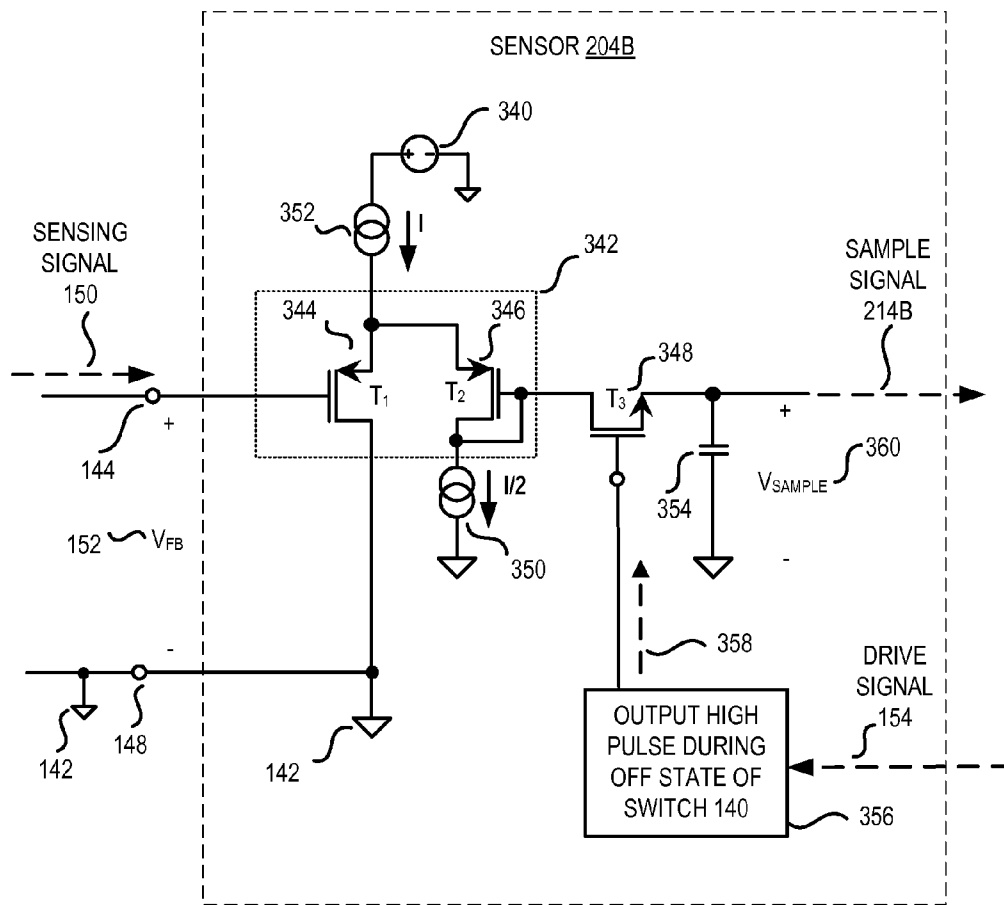 SENSOR 204B
340
352
I
342
SENSING
SIGNAL
150
SAMPLE
SIGNAL
214B
344
346
348
T1
T2
T3
+
-
+
144
+
I/2
354
VSAMPLE
360
152
VFB
350
-
358
-
DRIVE
SIGNAL
154
142
148
142
OUTPUT HIGH
PULSE DURING
OFF STATE OF
SWITCH 140
356